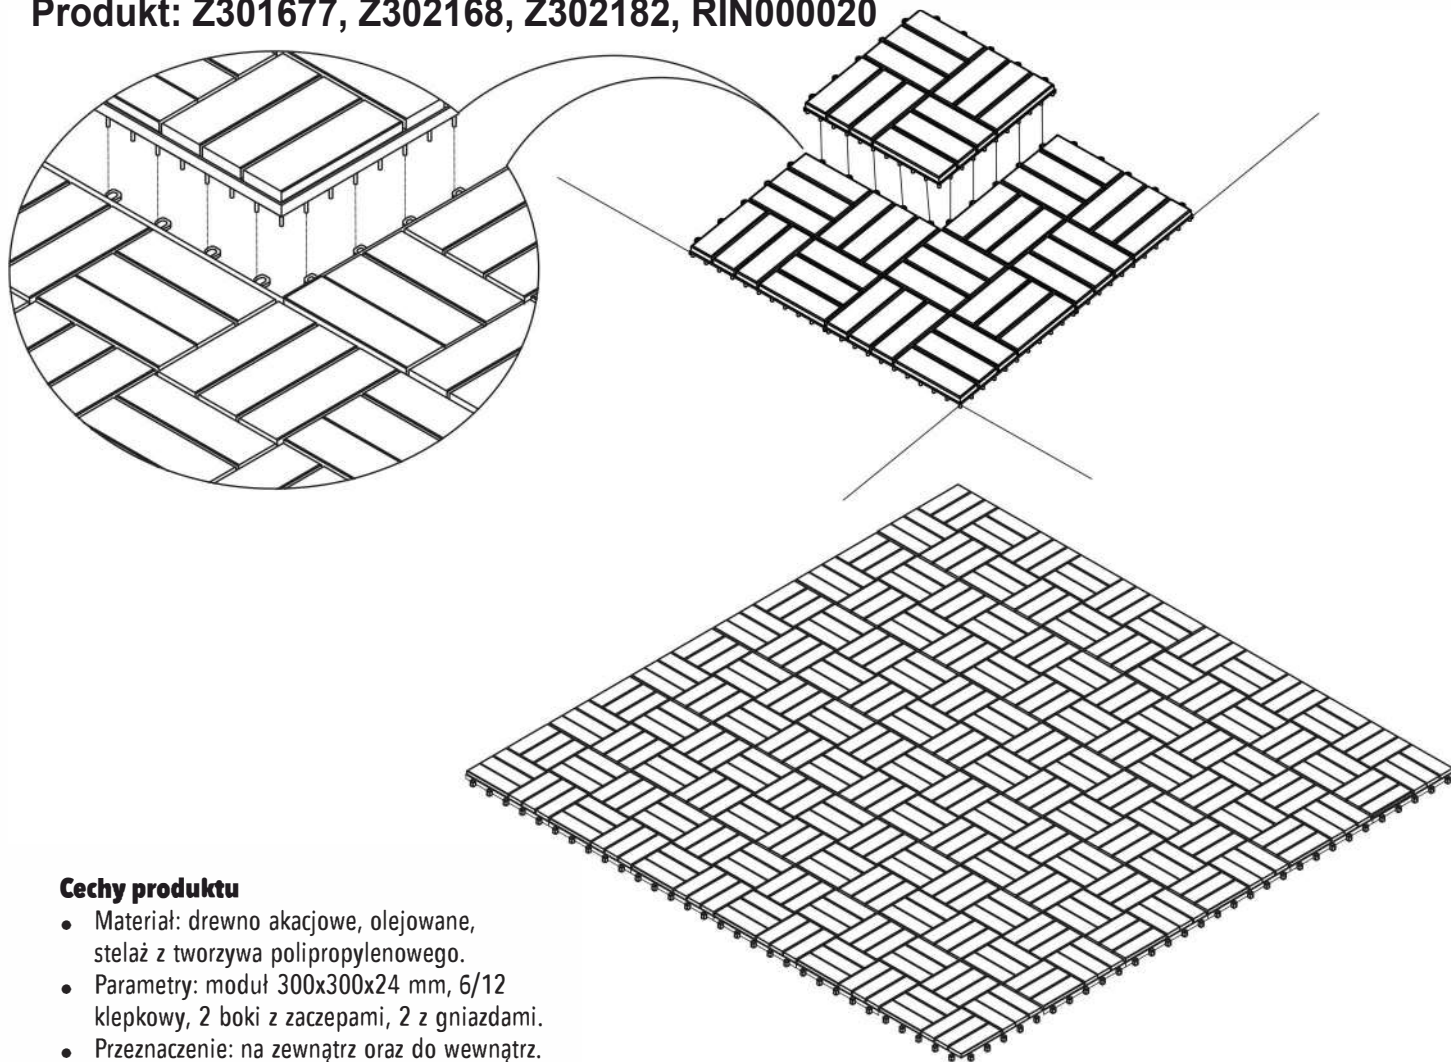 Produkt: Z301677, Z302168, Z302182, RIN000020
Cechy produktu
• Materiał: drewno akacjowe, olejowane,
stelaż z tworzywa polipropylenowego.
• Parametry: moduł 300x300x24 mm, 6/12
klepkowy, 2 boki z zaczepami, 2 z gniazdami.
• Przeznaczenie: na zewnątrz oraz do wewnątrz.